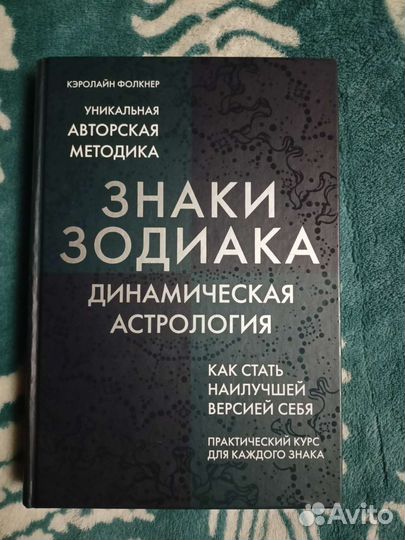 КЭРОЛАЙН ФОЛКНЕР
УНИКАЛЬНАЯ
АВТОРСКАЯ
МЕТОДИКА
ЗНАКИ
ЗОДИАКА
ДИНАМИЧЕСКАЯ
АСТРОЛОГИЯ
КАК СТАТЬ
НАИЛУЧШЕЙ
ВЕРСИЕЙ СЕБЯ
ПРАКТИЧЕСКИЙ КУРС
ДЛЯ КАЖДОГО ЗНАКА
Avito